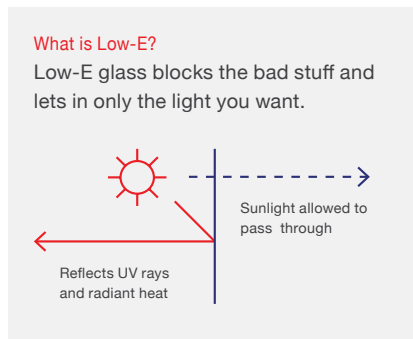 What is Low-E?
Low-E glass blocks the bad stuff and
lets in only the light you want.
Sunlight allowed to
pass through
Reflects UV rays
and radiant heat